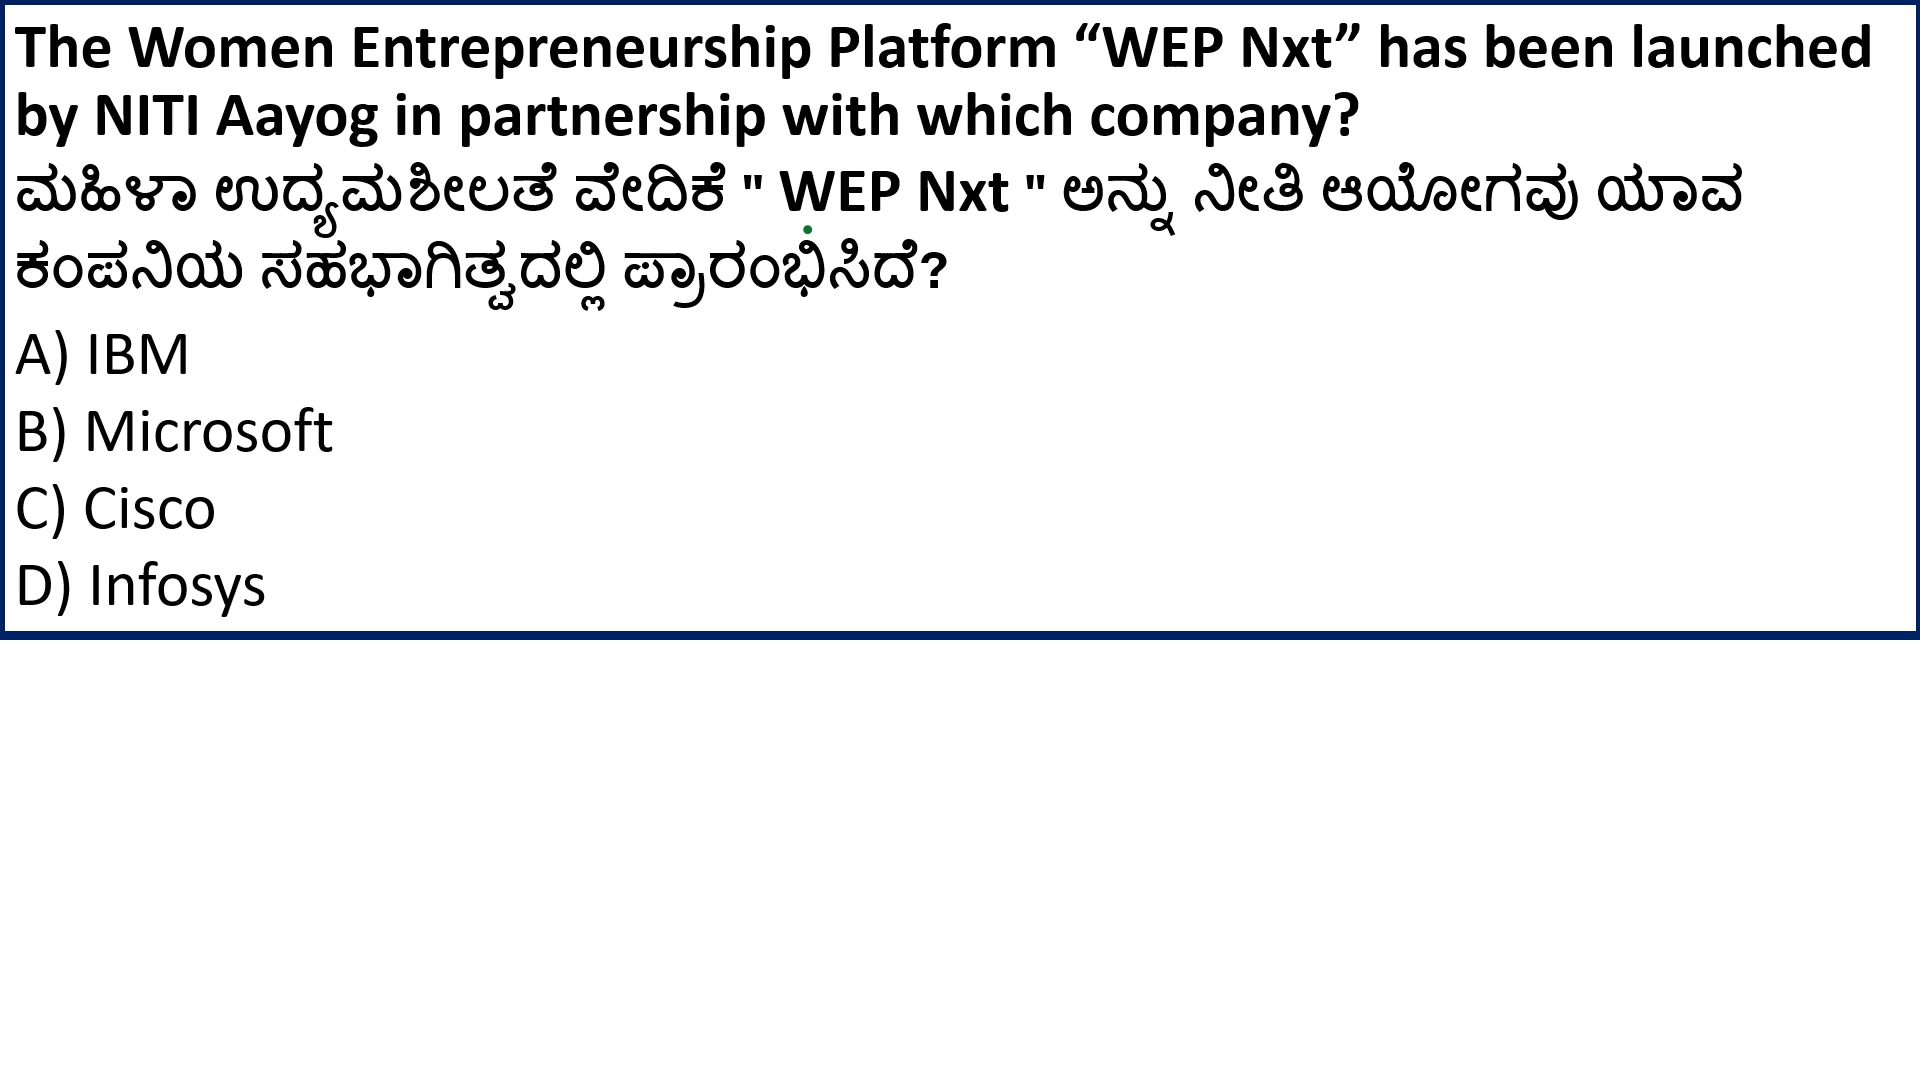 The Women Entrepreneurship Platform “WEP Nxt” has been launched
by NITI Aayog in partnership with which company?
ಮಹಿಳಾ ಉದ್ಯಮಶೀಲತೆ ವೇದಿಕೆ " WEP Nxt " ಅನ್ನು ನೀತಿ ಆಯೋಗವು ಯಾವ
ಕಂಪನಿಯ ಸಹಭಾಗಿತ್ವದಲ್ಲಿ ಪ್ರಾರಂಭಿಸಿದೆ?
A) IBM
B) Microsoft
C) Cisco
D) Infosys